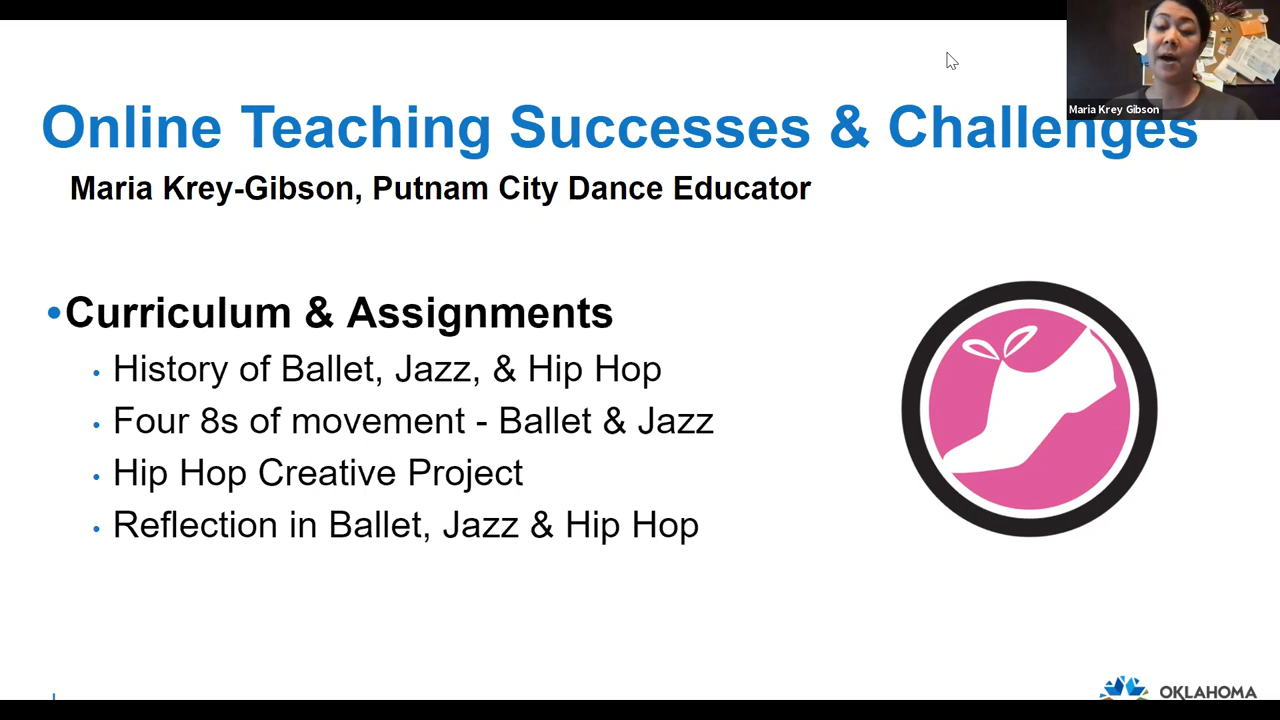 Maria Krey Gibson
Online Teaching Successes & Challenges
Maria Krey-Gibson, Putnam City Dance Educator
•Curriculum & Assignments
• History of Ballet, Jazz, & Hip Hop
• Four 8s of movement - Ballet & Jazz
• Hip Hop Creative Project
• Reflection in Ballet, Jazz & Hip Hop
OKLAHOMA